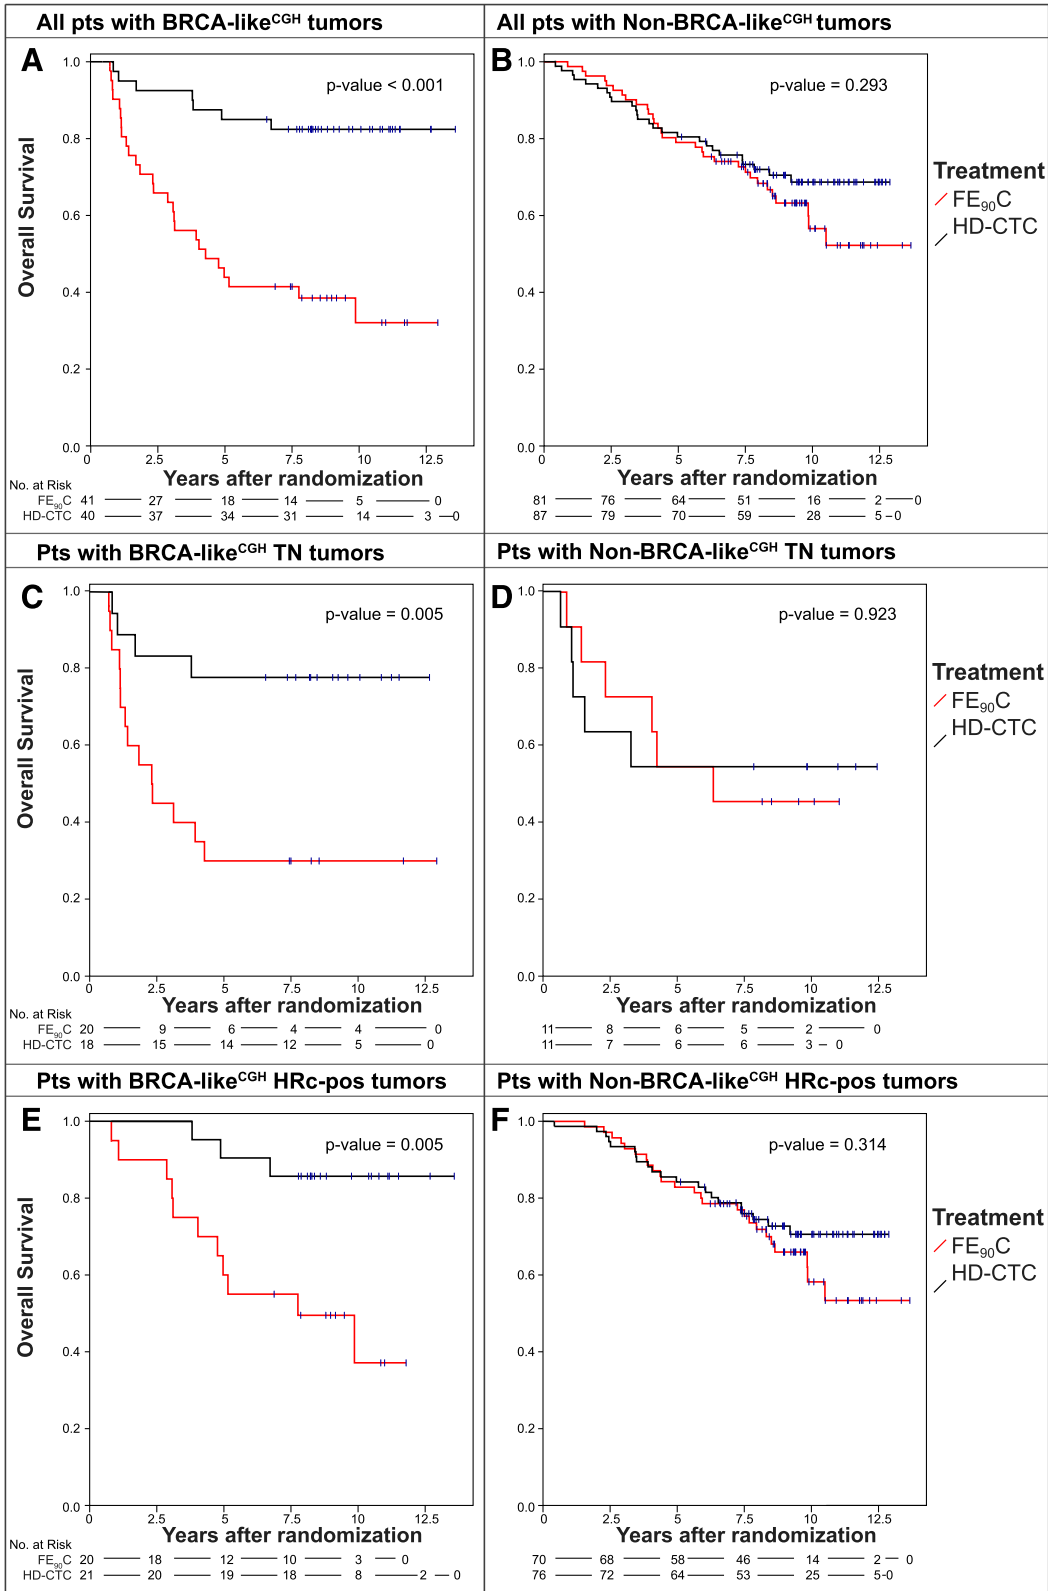 All pts with BRCA-likeCGH tumors
All pts with Non-BRCA-likeCGH tumors
A
p-value < 0.001
1.0
0.8
0.6
0.4
0.2
0.0
Overall Survival
0 2.5 5 7.5 10 12.5
Years after randomization
No. at Risk
FE90C 41 27 18 14 5 0
HD-CTC 40 37 34 31 14 3 0
B
p-value = 0.293
1.0
0.8
0.6
0.4
0.2
0.0
0 2.5 5 7.5 10 12.5
Years after randomization
81 76 64 51 16 2 0
87 79 70 59 28 5 0
Treatment
FE90C
HD-CTC
Pts with BRCA-likeCGH TN tumors
Pts with Non-BRCA-likeCGH TN tumors
C
p-value = 0.005
1.0
0.8
0.6
0.4
0.2
0.0
Overall Survival
0 2.5 5 7.5 10 12.5
Years after randomization
No. at Risk
FE90C 20 9 6 4 4 0
HD-CTC 18 15 14 12 5 0
D
p-value = 0.923
1.0
0.8
0.6
0.4
0.2
0.0
0 2.5 5 7.5 10 12.5
Years after randomization
11 8 6 5 2 0
11 7 6 6 3 0
Treatment
FE90C
HD-CTC
Pts with BRCA-likeCGH HRc-pos tumors
Pts with Non-BRCA-likeCGH HRc-pos tumors
E
p-value = 0.005
1.0
0.8
0.6
0.4
0.2
0.0
Overall Survival
0 2.5 5 7.5 10 12.5
Years after randomization
No. at Risk
FE90C 20 18 12 10 3 0
HD-CTC 21 20 19 18 8 2 0
F
p-value = 0.314
1.0
0.8
0.6
0.4
0.2
0.0
0 2.5 5 7.5 10 12.5
Years after randomization
70 68 58 46 14 2 0
76 72 64 53 25 5 0
Treatment
FE90C
HD-CTC